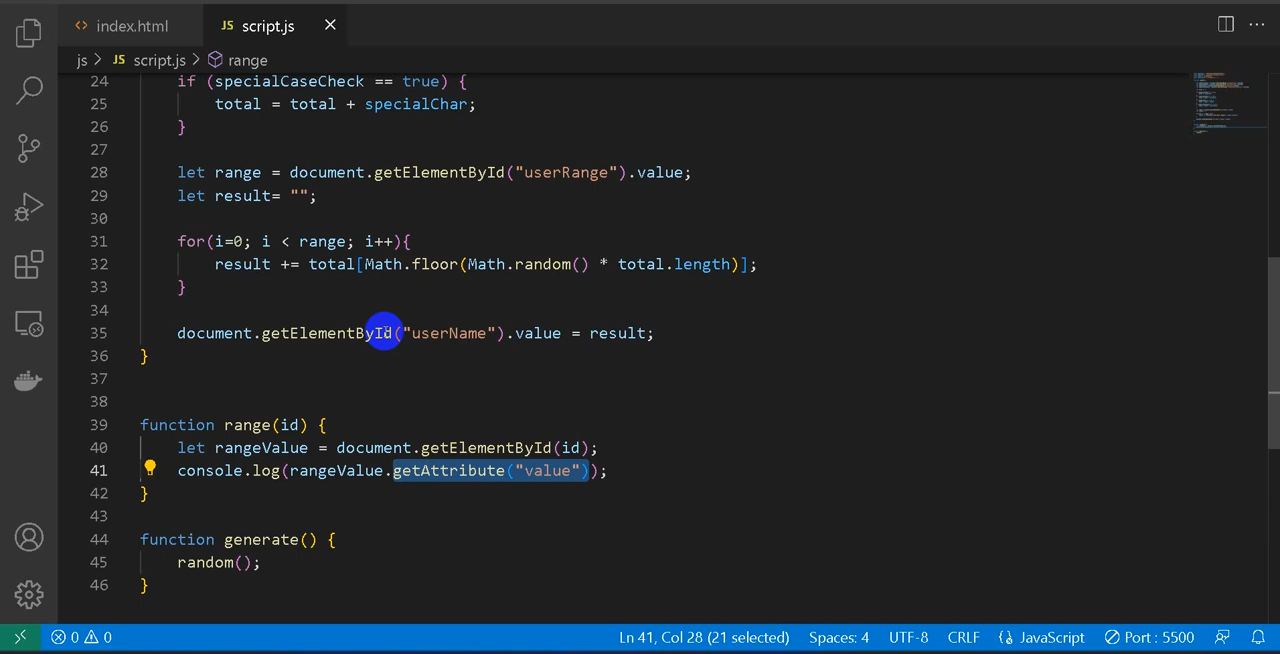 <> index.html JS script.js ×
js > JS script.js > range
24 if (specialCaseCheck == true) {
25 total = total + specialChar;
26 }
27
28 let range = document.getElementById("userRange").value;
29 let result= "";
30
31 for(i=0; i < range; i++){
32 result += total[Math.floor(Math.random() * total.length)];
33 }
34
35 document.getElementById("userName").value = result;
36 }
37
38
39 function range(id) {
40 let rangeValue = document.getElementById(id);
41 console.log(rangeValue.getAttribute("value"));
42 }
43
44 function generate() {
45 random();
46 }
0 0 Ln 41, Col 28 (21 selected) Spaces: 4 UTF-8 CRLF JavaScript Port : 5500